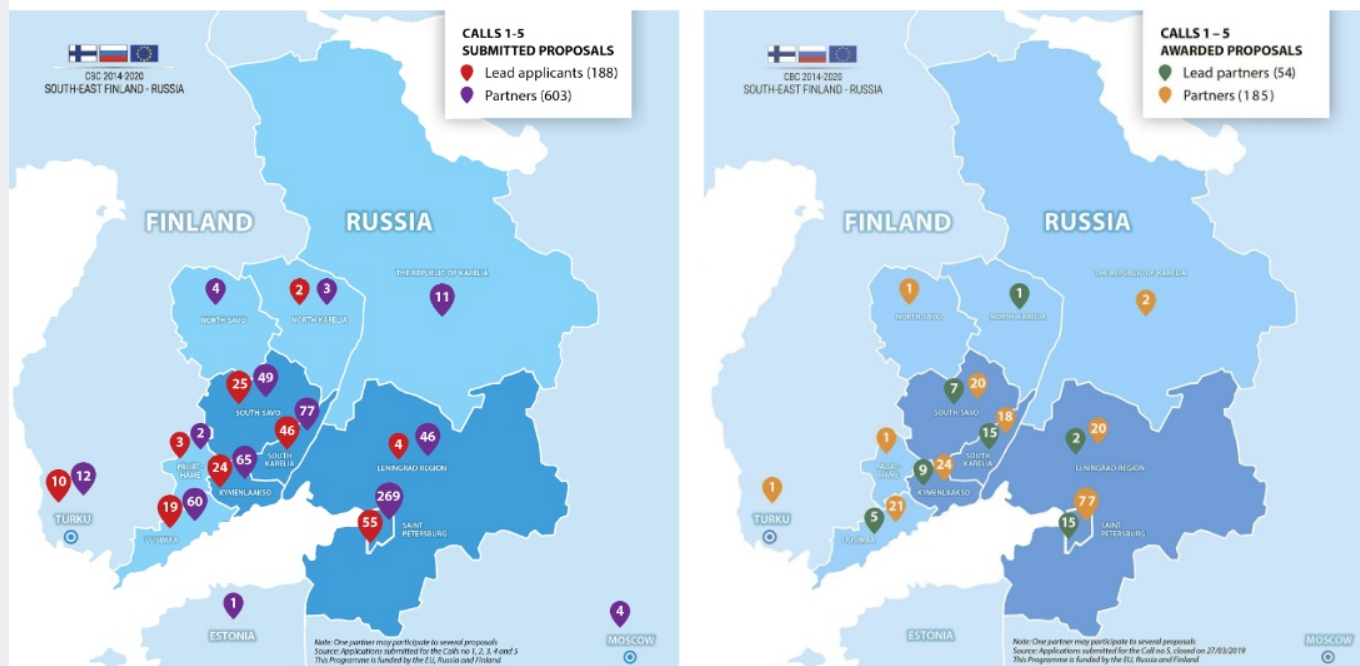 CALLS 1-5
SUBMITTED PROPOSALS
Lead applicants (188)
Partners (603)
CBC 2014-2020
SOUTH-EAST FINLAND - RUSSIA
FINLAND
RUSSIA
THE REPUBLIC OF KARELIA
4
2
3
11
NORTH SAVO
NORTH KARELIA
25
49
77
SOUTH SAVO
46
3
2
4
46
SOUTH KARELIA
LENINGRAD REGION
PÄIJÄT-HÄME
24
65
10
12
KYMENLAAKSO
19
60
269
55
SAINT PETERSBURG
TURKU
UUSIMAA
1
4
ESTONIA
MOSCOW
Note: One partner may participate to several proposals
Source: Applications submitted for the Calls no 1, 2, 3, 4 and 5
This Programme is funded by the EU, Russia and Finland
CALLS 1 – 5
AWARDED PROPOSALS
Lead partners (54)
Partners (185)
CBC 2014-2020
SOUTH-EAST FINLAND - RUSSIA
FINLAND
RUSSIA
THE REPUBLIC OF KARELIA
1
1
2
NORTH SAVO
NORTH KARELIA
7
20
SOUTH SAVO
18
15
1
2
20
SOUTH KARELIA
LENINGRAD REGION
PÄIJÄT-HÄME
9
24
1
KYMENLAAKSO
5
21
77
15
SAINT PETERSBURG
TURKU
UUSIMAA
ESTONIA
MOSCOW
Note: One partner may participate to several proposals
Source: Applications submitted for the Call no 5, closed on 27/03/2019
This Programme is funded by the EU, Russia and Finland